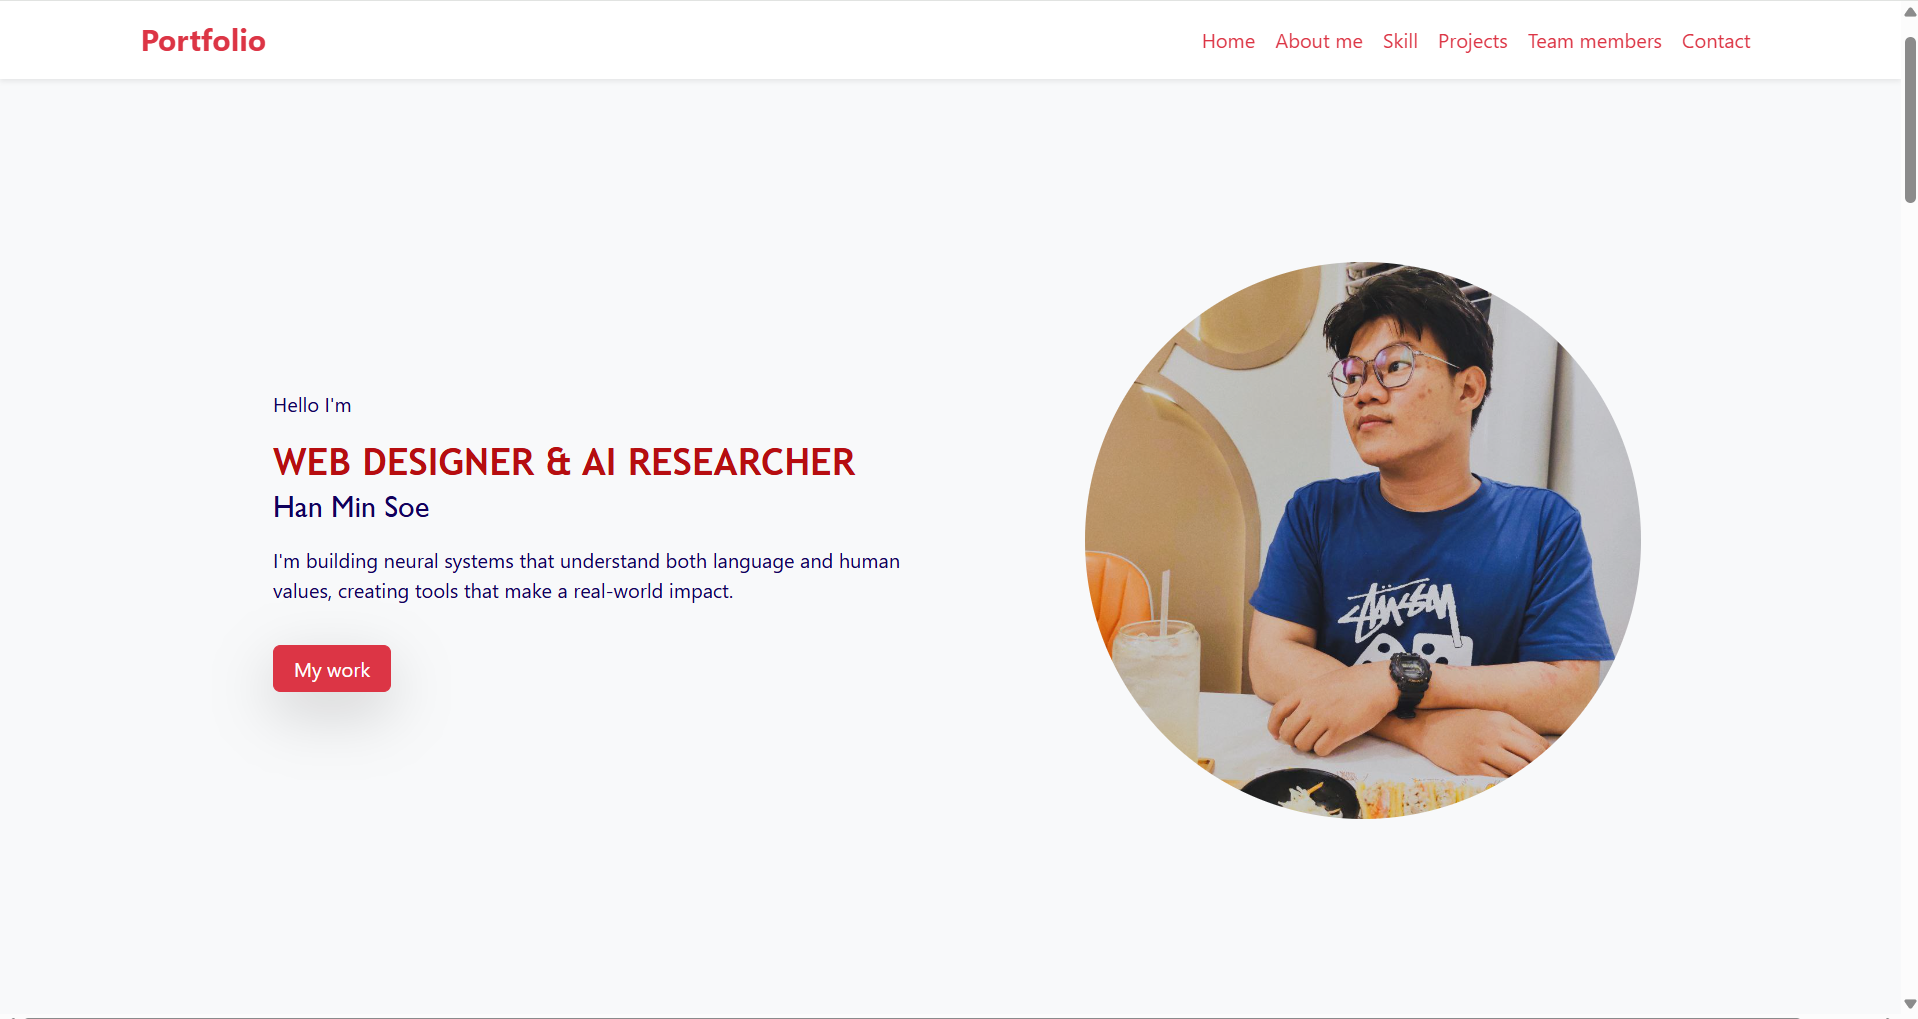 Portfolio
Home About me Skill Projects Team members Contact
Hello I'm
WEB DESIGNER & AI RESEARCHER
Han Min Soe
I'm building neural systems that understand both language and human
values, creating tools that make a real-world impact.
My work
STÜSSY